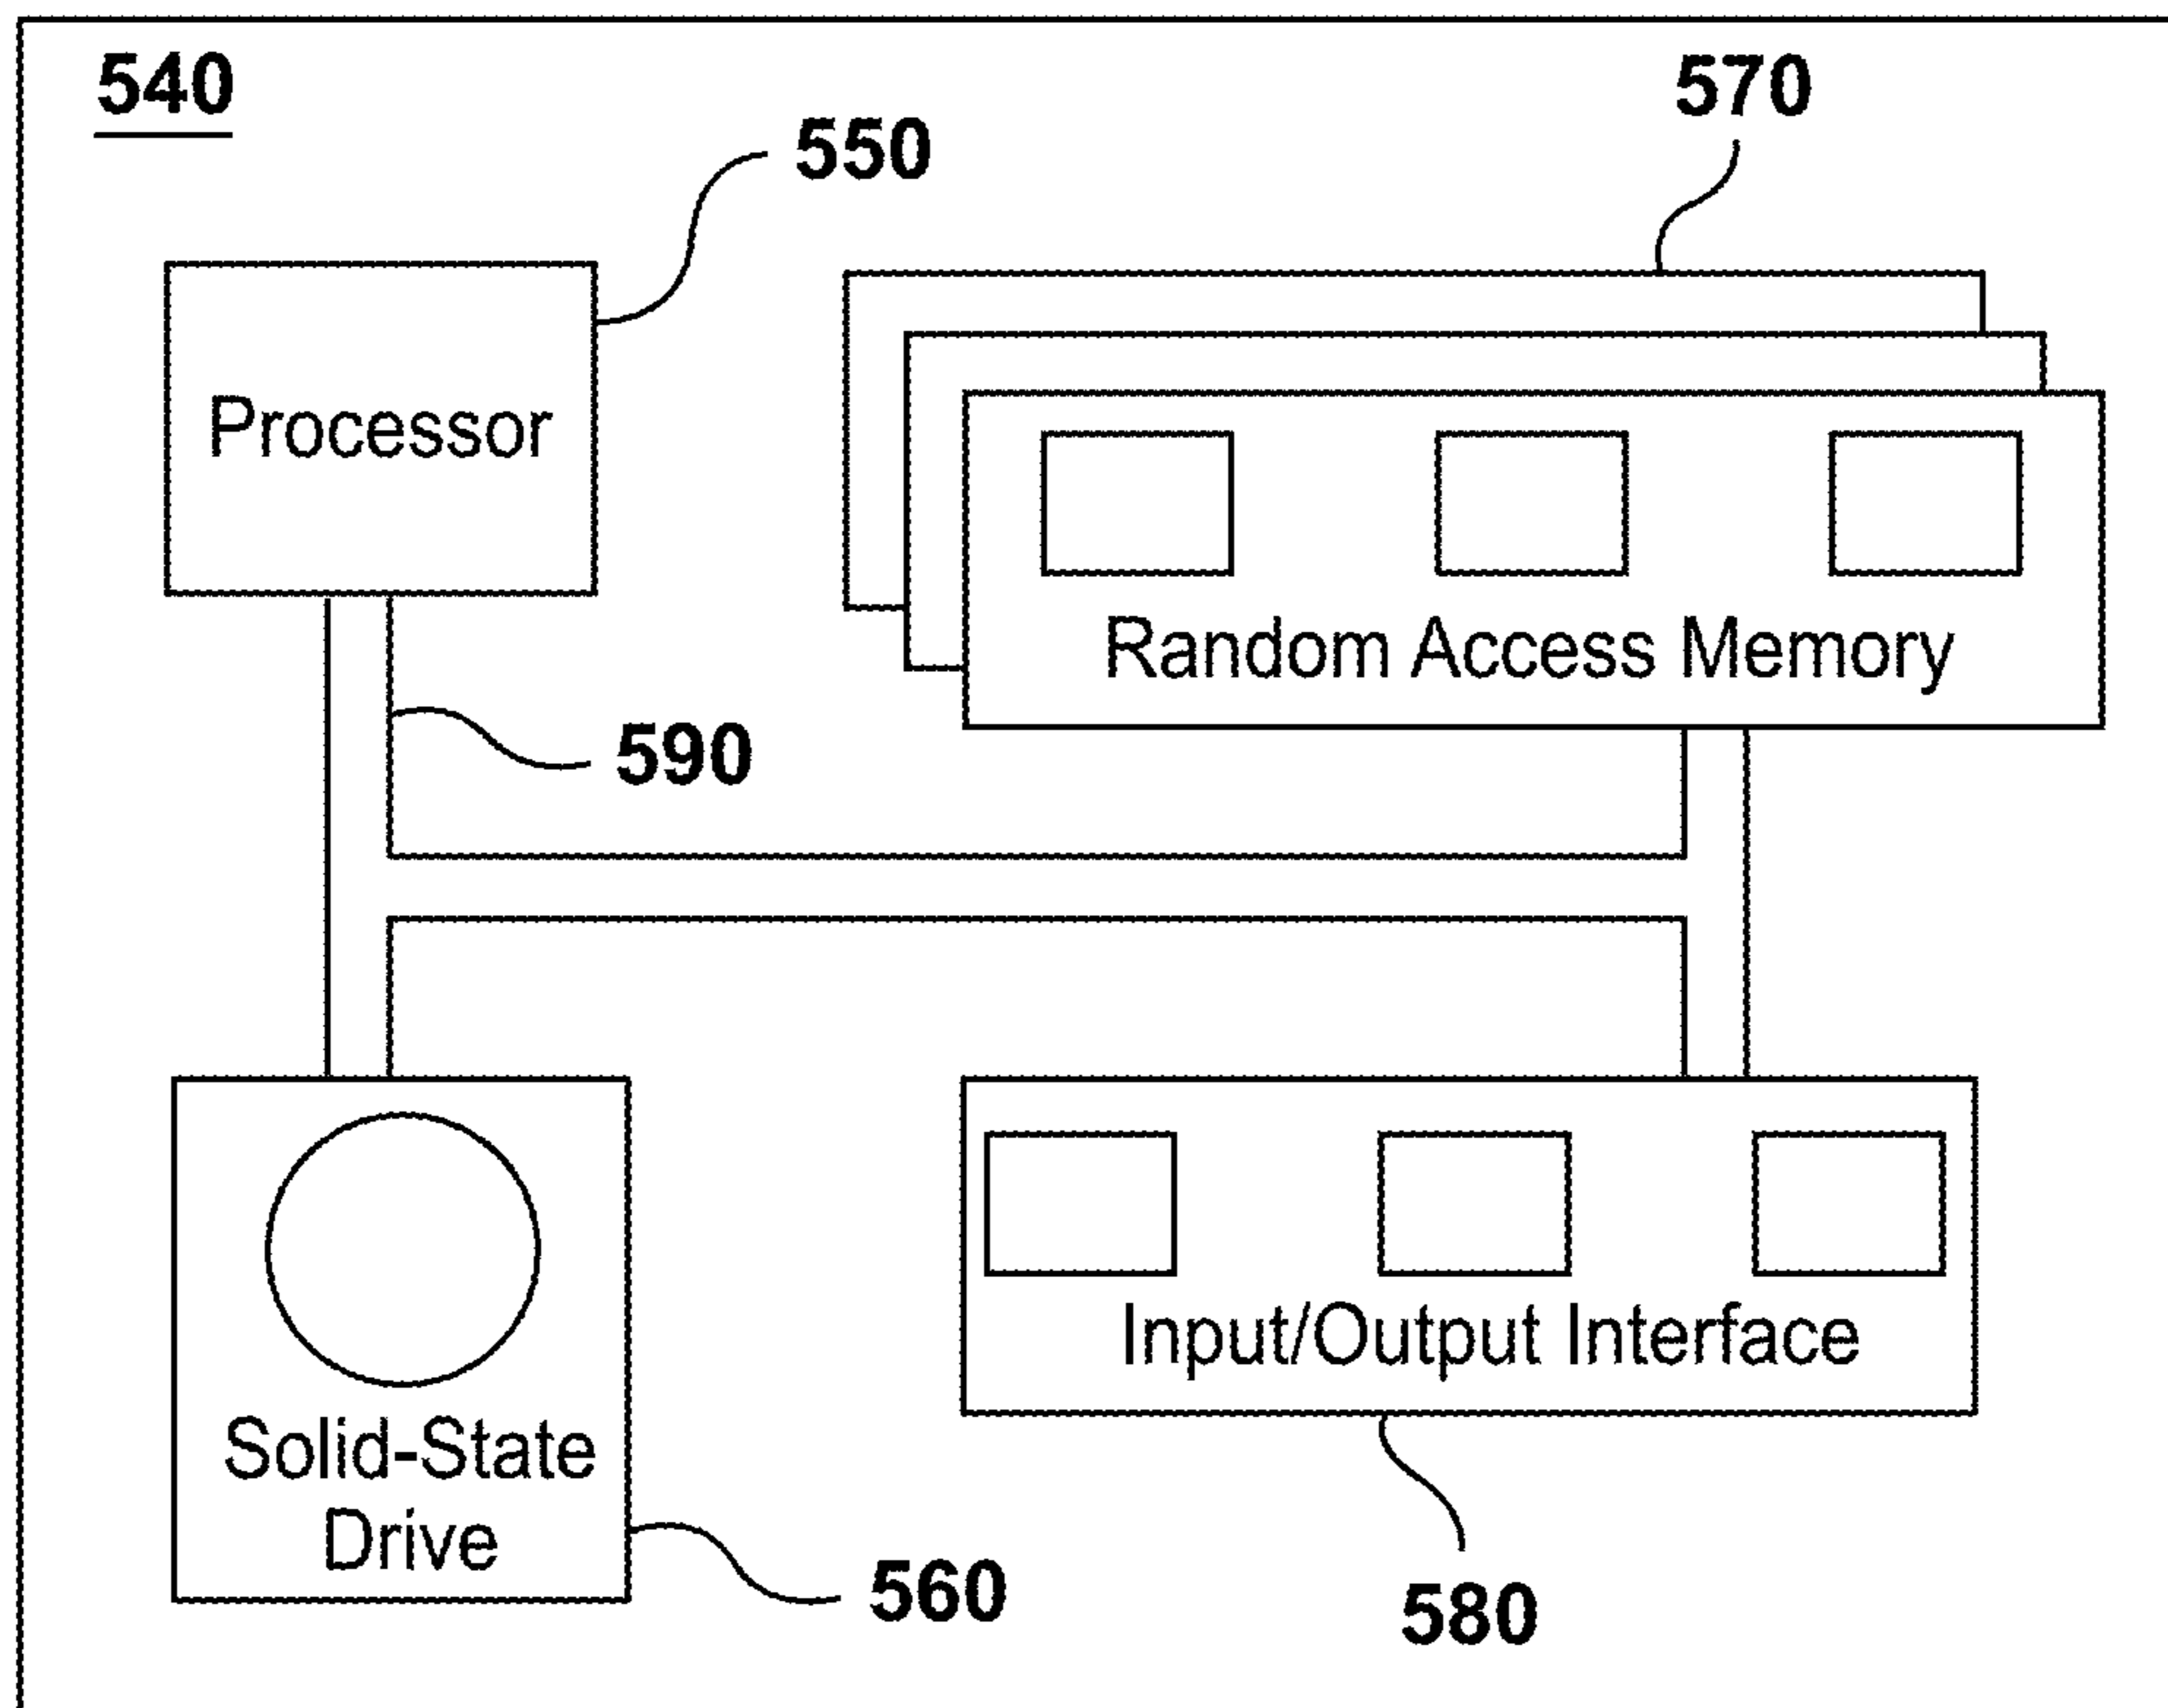 540
570
550
Processor
Random Access Memory
590
Input/Output Interface
Solid-State
Drive
560
580